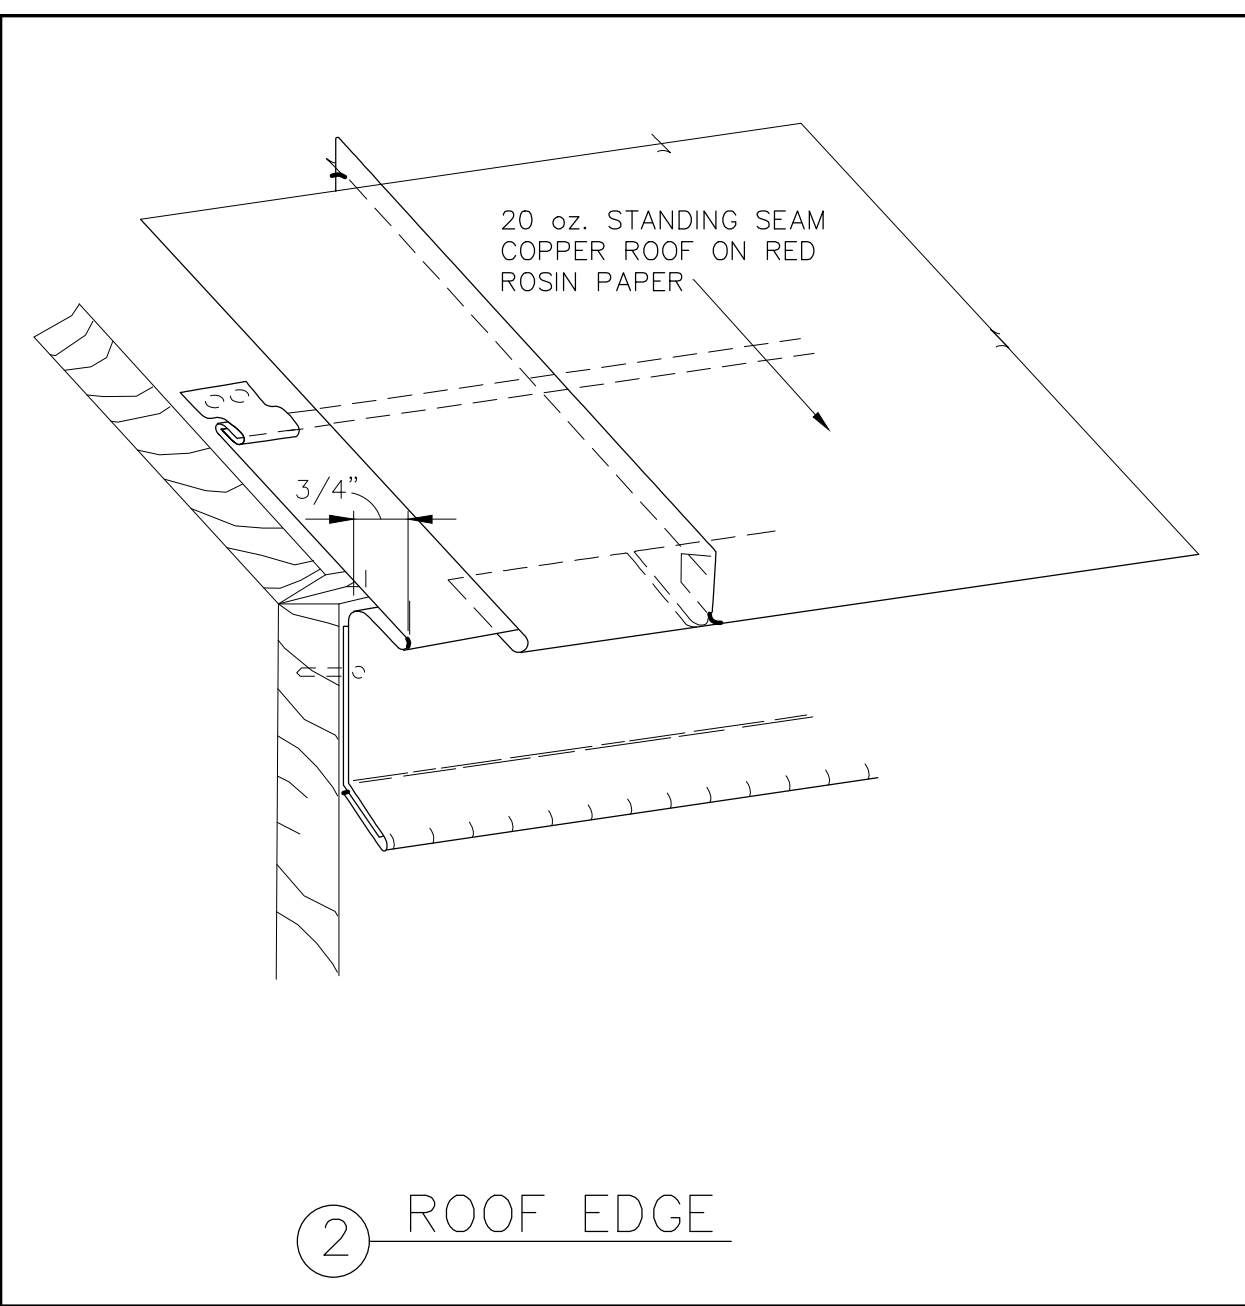 20 oz. STANDING SEAM
COPPER ROOF ON RED
ROSIN PAPER
3/4"
2 ROOF EDGE